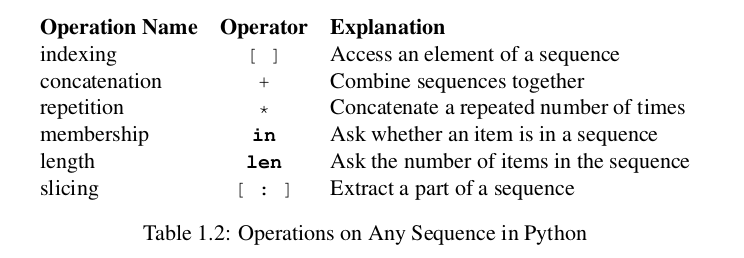 Operation Name Operator Explanation
indexing [ ] Access an element of a sequence
concatenation + Combine sequences together
repetition * Concatenate a repeated number of times
membership in Ask whether an item is in a sequence
length len Ask the number of items in the sequence
slicing [ : ] Extract a part of a sequence
Table 1.2: Operations on Any Sequence in Python